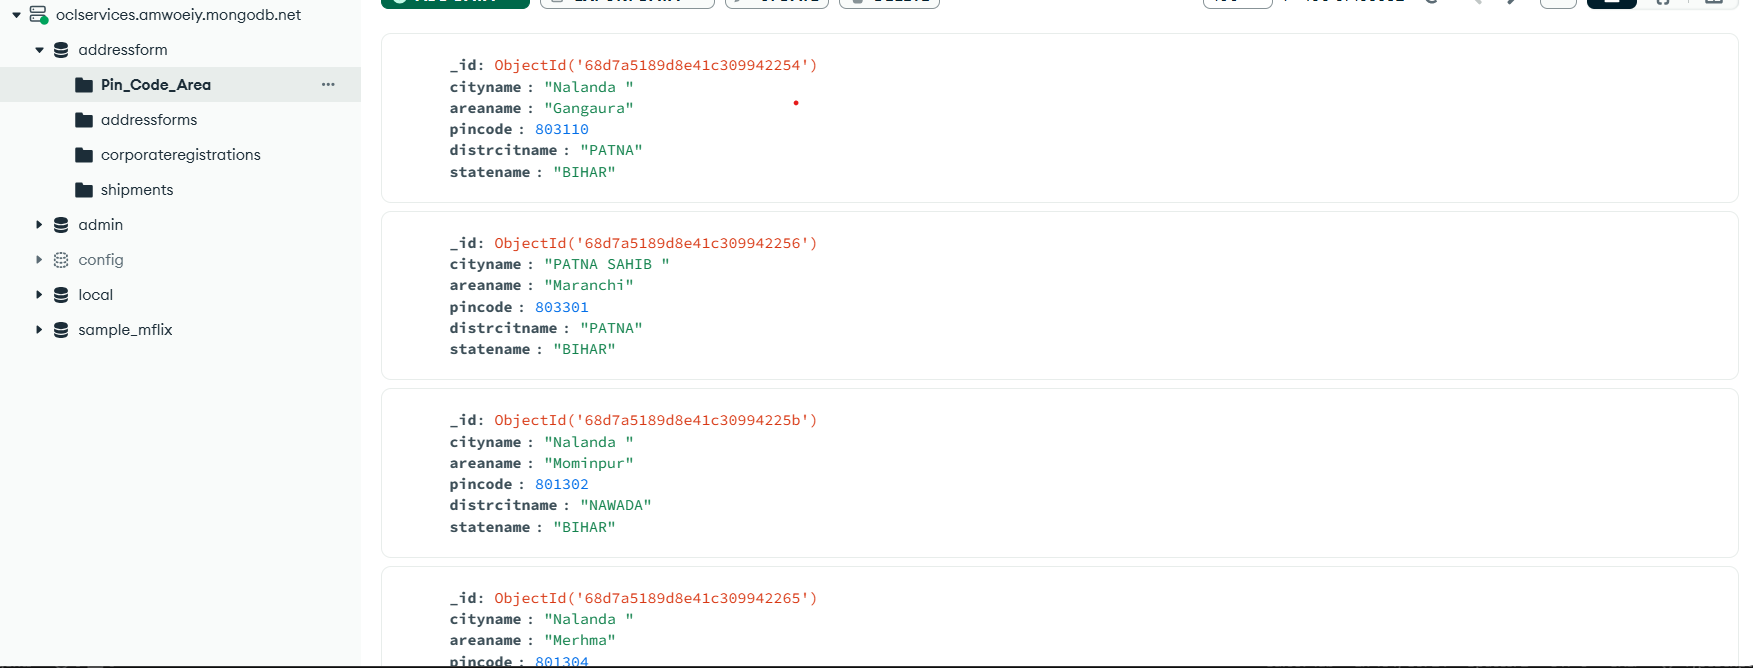 oclservices.amwoeiy.mongodb.net
addressform
Pin_Code_Area
addressforms
corporateregistrations
shipments
admin
config
local
sample_mflix
_id: ObjectId('68d7a5189d8e41c309942254')
cityname : "Nalanda "
areaname : "Gangaura"
pincode : 803110
distrcitname : "PATNA"
statename : "BIHAR"
_id: ObjectId('68d7a5189d8e41c309942256')
cityname : "PATNA SAHIB "
areaname : "Maranchi"
pincode : 803301
distrcitname : "PATNA"
statename : "BIHAR"
_id: ObjectId('68d7a5189d8e41c30994225b')
cityname : "Nalanda "
areaname : "Mominpur"
pincode : 801302
distrcitname : "NAWADA"
statename : "BIHAR"
_id: ObjectId('68d7a5189d8e41c309942265')
cityname : "Nalanda "
areaname : "Merhma"
pincode : 801304